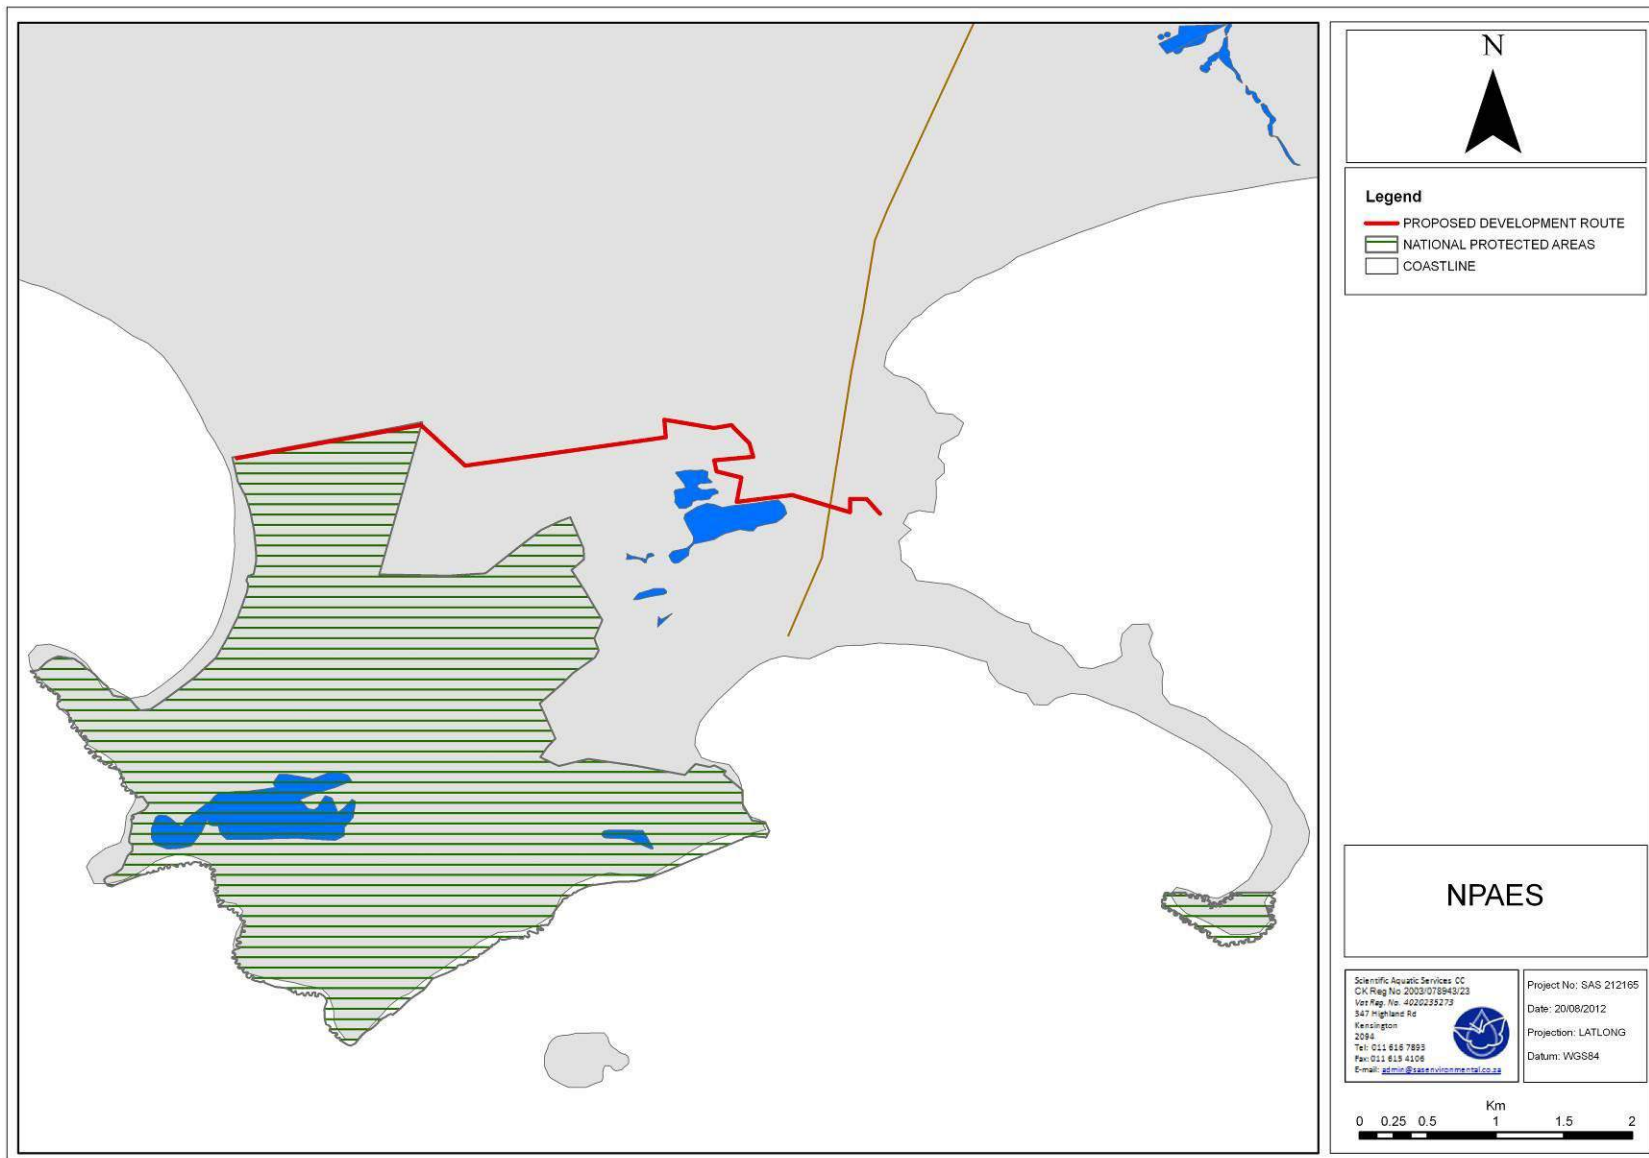 N
Legend
PROPOSED DEVELOPMENT ROUTE
NATIONAL PROTECTED AREAS
COASTLINE
NPAES
Scientific Aquatic Services CC
CK Reg No 2003/078943/23
Vat Reg. No. 4020235273
347 Highland Rd
Kensington
2094
Tel: 011 616 7893
Fax: 011 615 4106
E-mail: admin@sasenvironmental.co.za
Project No: SAS 212165
Date: 20/08/2012
Projection: LATLONG
Datum: WGS84
Km
0 0.25 0.5 1 1.5 2